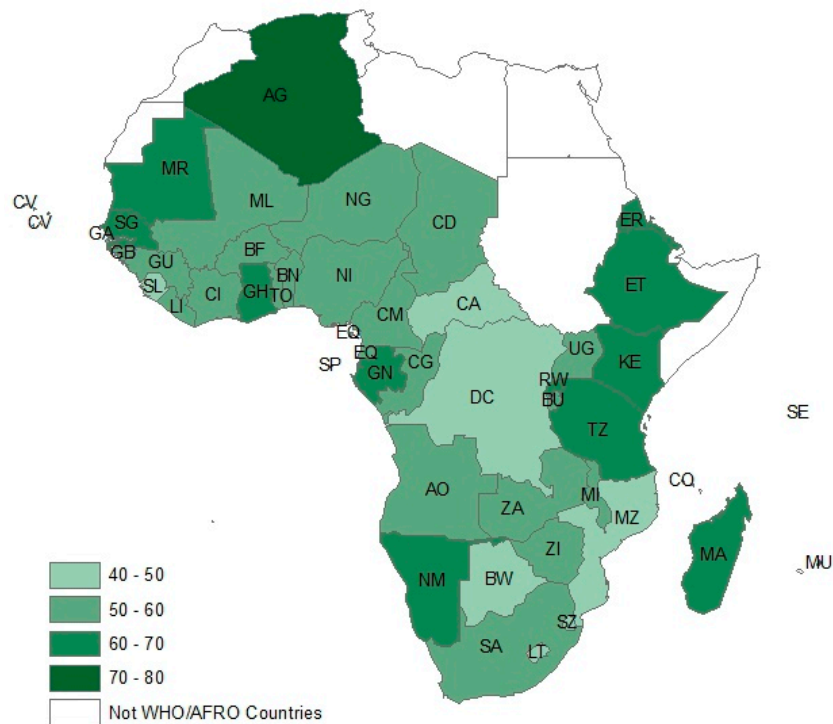 AG
MR
ML
NG
CD
CV
CV
SG
GA
GB
GU
BF
BN
NI
SL
LI
CI
GH
TO
CM
CA
ER
ET
EQ
EQ
SP
GN
CG
DC
UG
KE
RW
BU
TZ
SE
AO
ZA
MI
MZ
CO
MA
MU
ZI
NM
BW
SZ
SA
LT
40 - 50
50 - 60
60 - 70
70 - 80
Not WHO/AFRO Countries